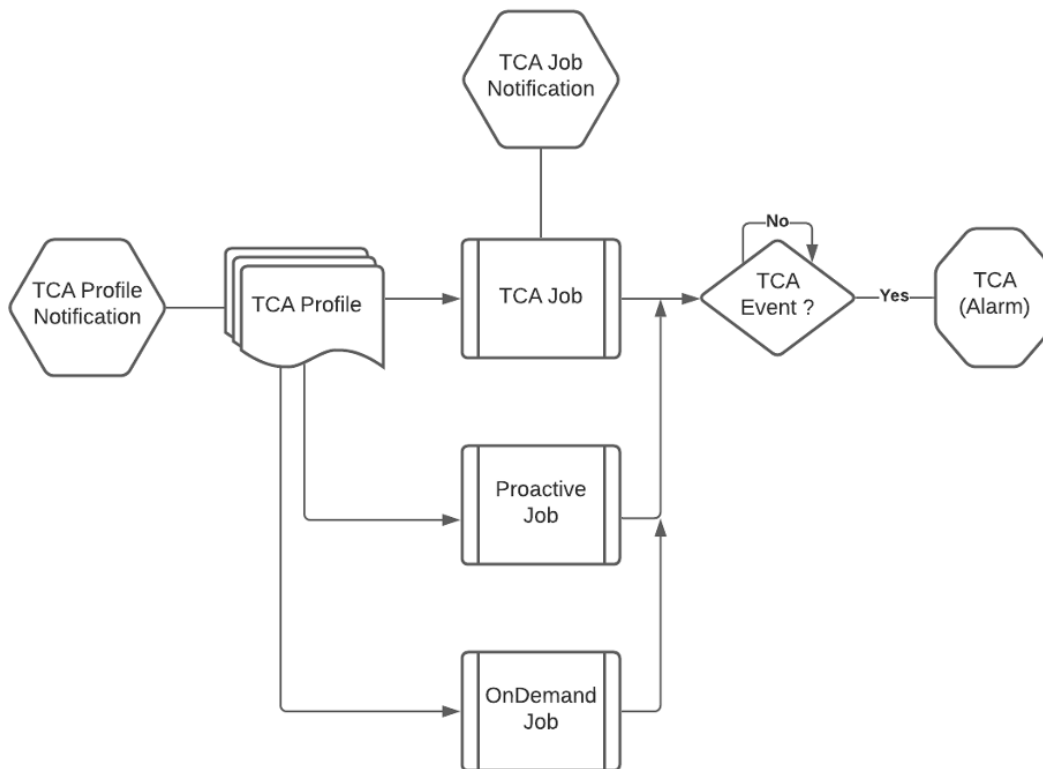 TCA Job
Notification
TCA Profile
Notification
TCA Profile
TCA Job
No
TCA
Event ?
Yes
TCA
(Alarm)
Proactive
Job
OnDemand
Job